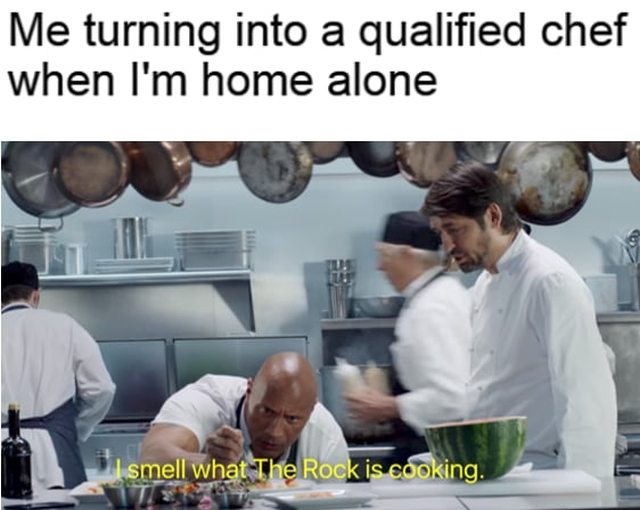 Me turning into a qualified chef
when I'm home alone
I smell what The Rock is cooking.